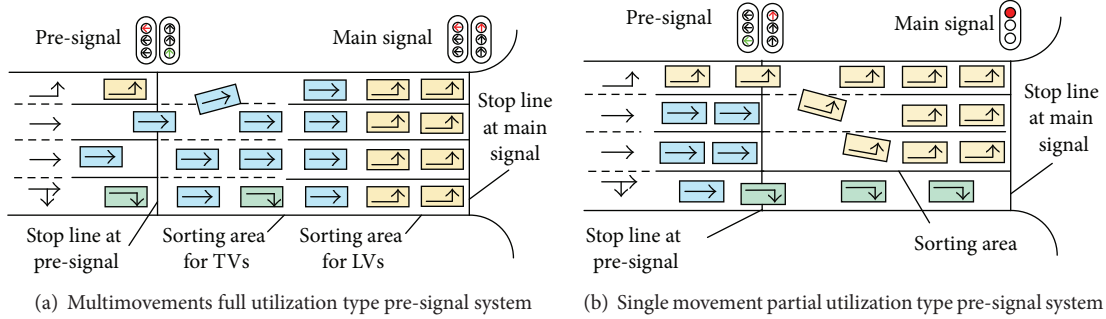 Pre-signal
Main signal
Stop line
at main
signal
Stop line at
pre-signal
Sorting area
for TVs
Sorting area
for LVs
(a) Multimovements full utilization type pre-signal system
Pre-signal
Main signal
Stop line
at main
signal
Stop line at
pre-signal
Sorting area
(b) Single movement partial utilization type pre-signal system